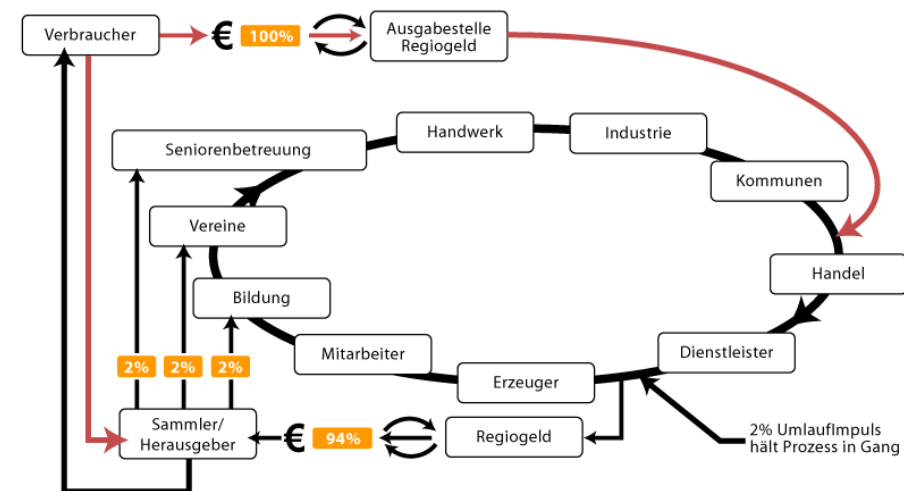 Verbraucher
€ 100%
Ausgabestelle
Regiogeld
Handwerk
Industrie
Seniorenbetreuung
Kommunen
Vereine
Handel
Bildung
Mitarbeiter
Dienstleister
Erzeuger
2% 2% 2%
Sammler/
Herausgeber
€ 94%
Regiogeld
2% UmlaufImpuls
hält Prozess in Gang